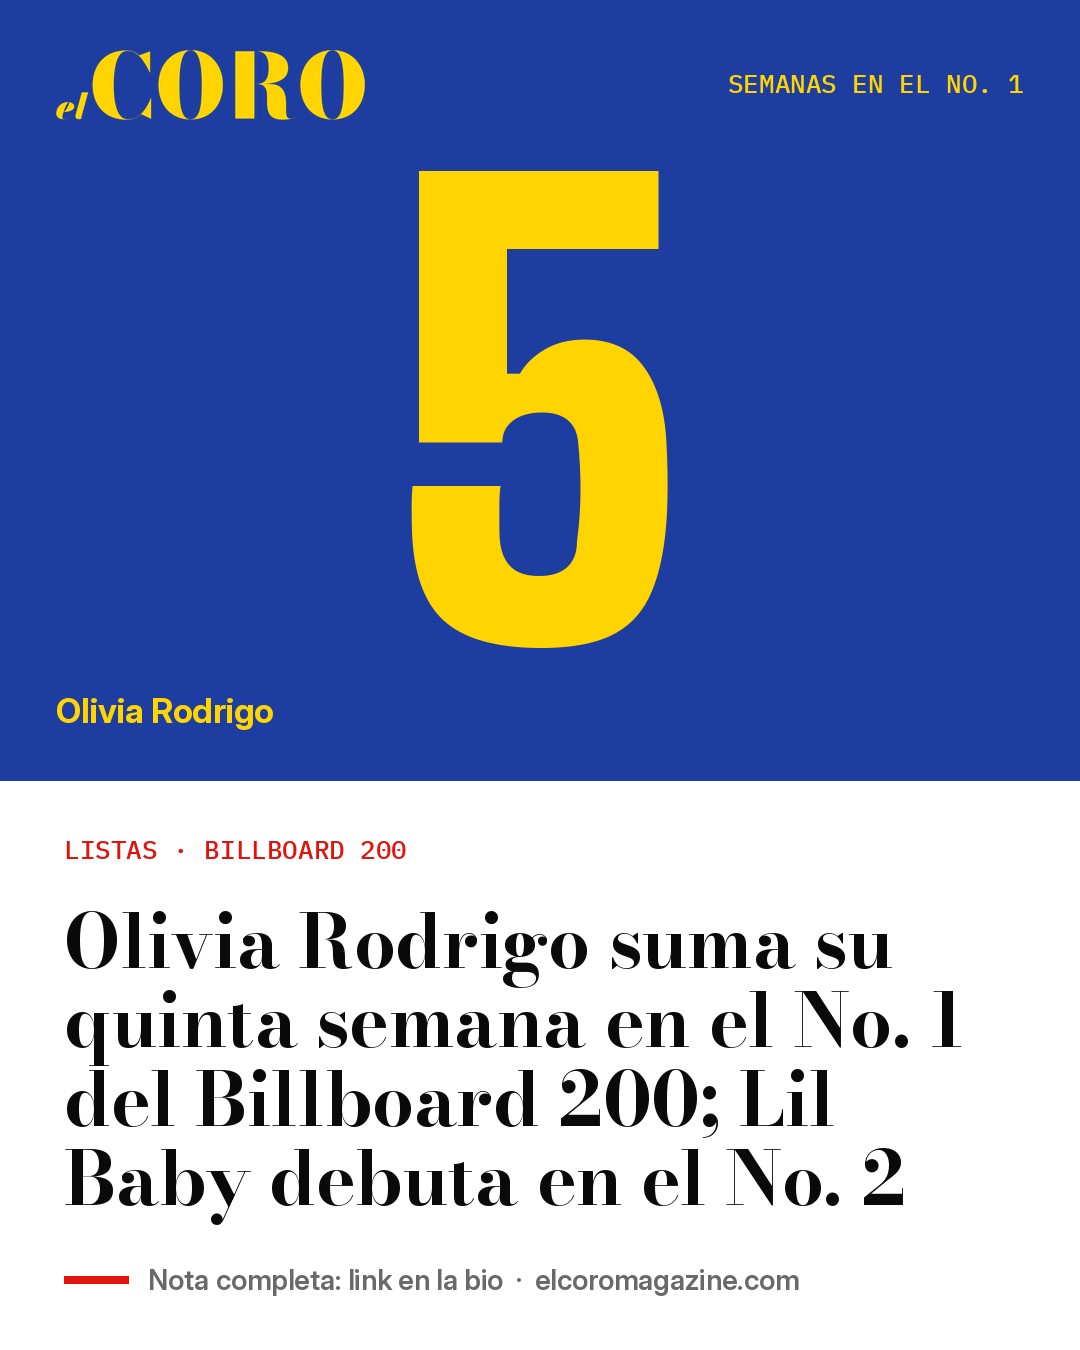 el CORO
SEMANAS EN EL NO. 1
5
Olivia Rodrigo
LISTAS · BILLBOARD 200
Olivia Rodrigo suma su
quinta semana en el No. 1
del Billboard 200; Lil
Baby debuta en el No. 2
Nota completa: link en la bio · elcoromagazine.com